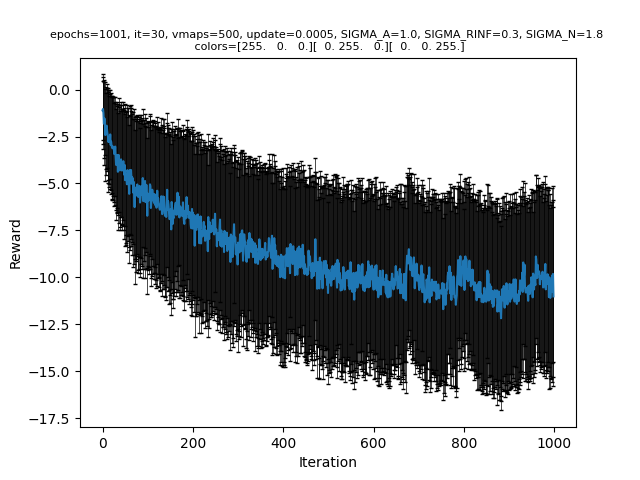 epochs=1001, it=30, vmaps=500, update=0.0005, SIGMA_A=1.0, SIGMA_RINF=0.3, SIGMA_N=1.8
colors=[255. 0. 0.][ 0. 255. 0.][ 0. 0. 255.]
0.0
−2.5
−5.0
−7.5
−10.0
−12.5
−15.0
−17.5
Reward
0 200 400 600 800 1000
Iteration